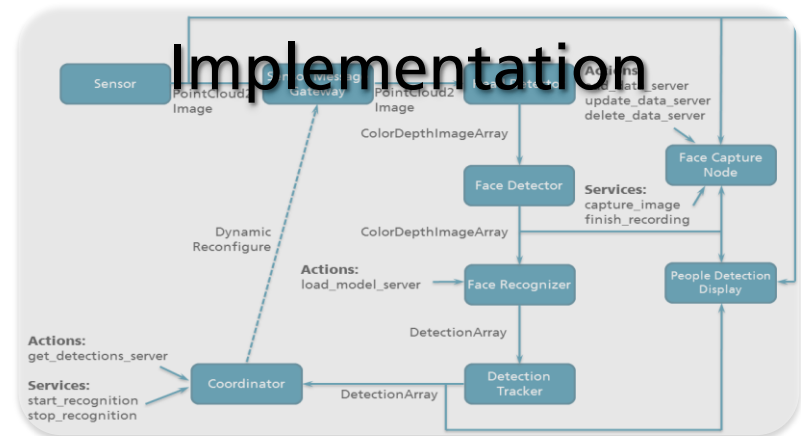 Implementation
Sensor
Gateway
PointCloud2
Image
PointCloud2
Image
Actions:
update_data_server
delete_data_server
ColorDepthImageArray
Face Capture
Node
Face Detector
Services:
capture_image
finish_recording
Dynamic
Reconfigure
ColorDepthImageArray
Actions:
load_model_server
Face Recognizer
People Detection
Display
DetectionArray
Actions:
get_detections_server
Services:
start_recognition
stop_recognition
Coordinator
DetectionArray
Detection
Tracker